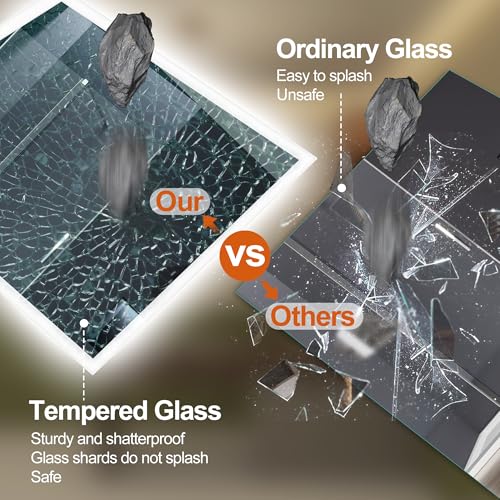 Ordinary Glass
Easy to splash
Unsafe
Our
VS
Others
Tempered Glass
Sturdy and shatterproof
Glass shards do not splash
Safe